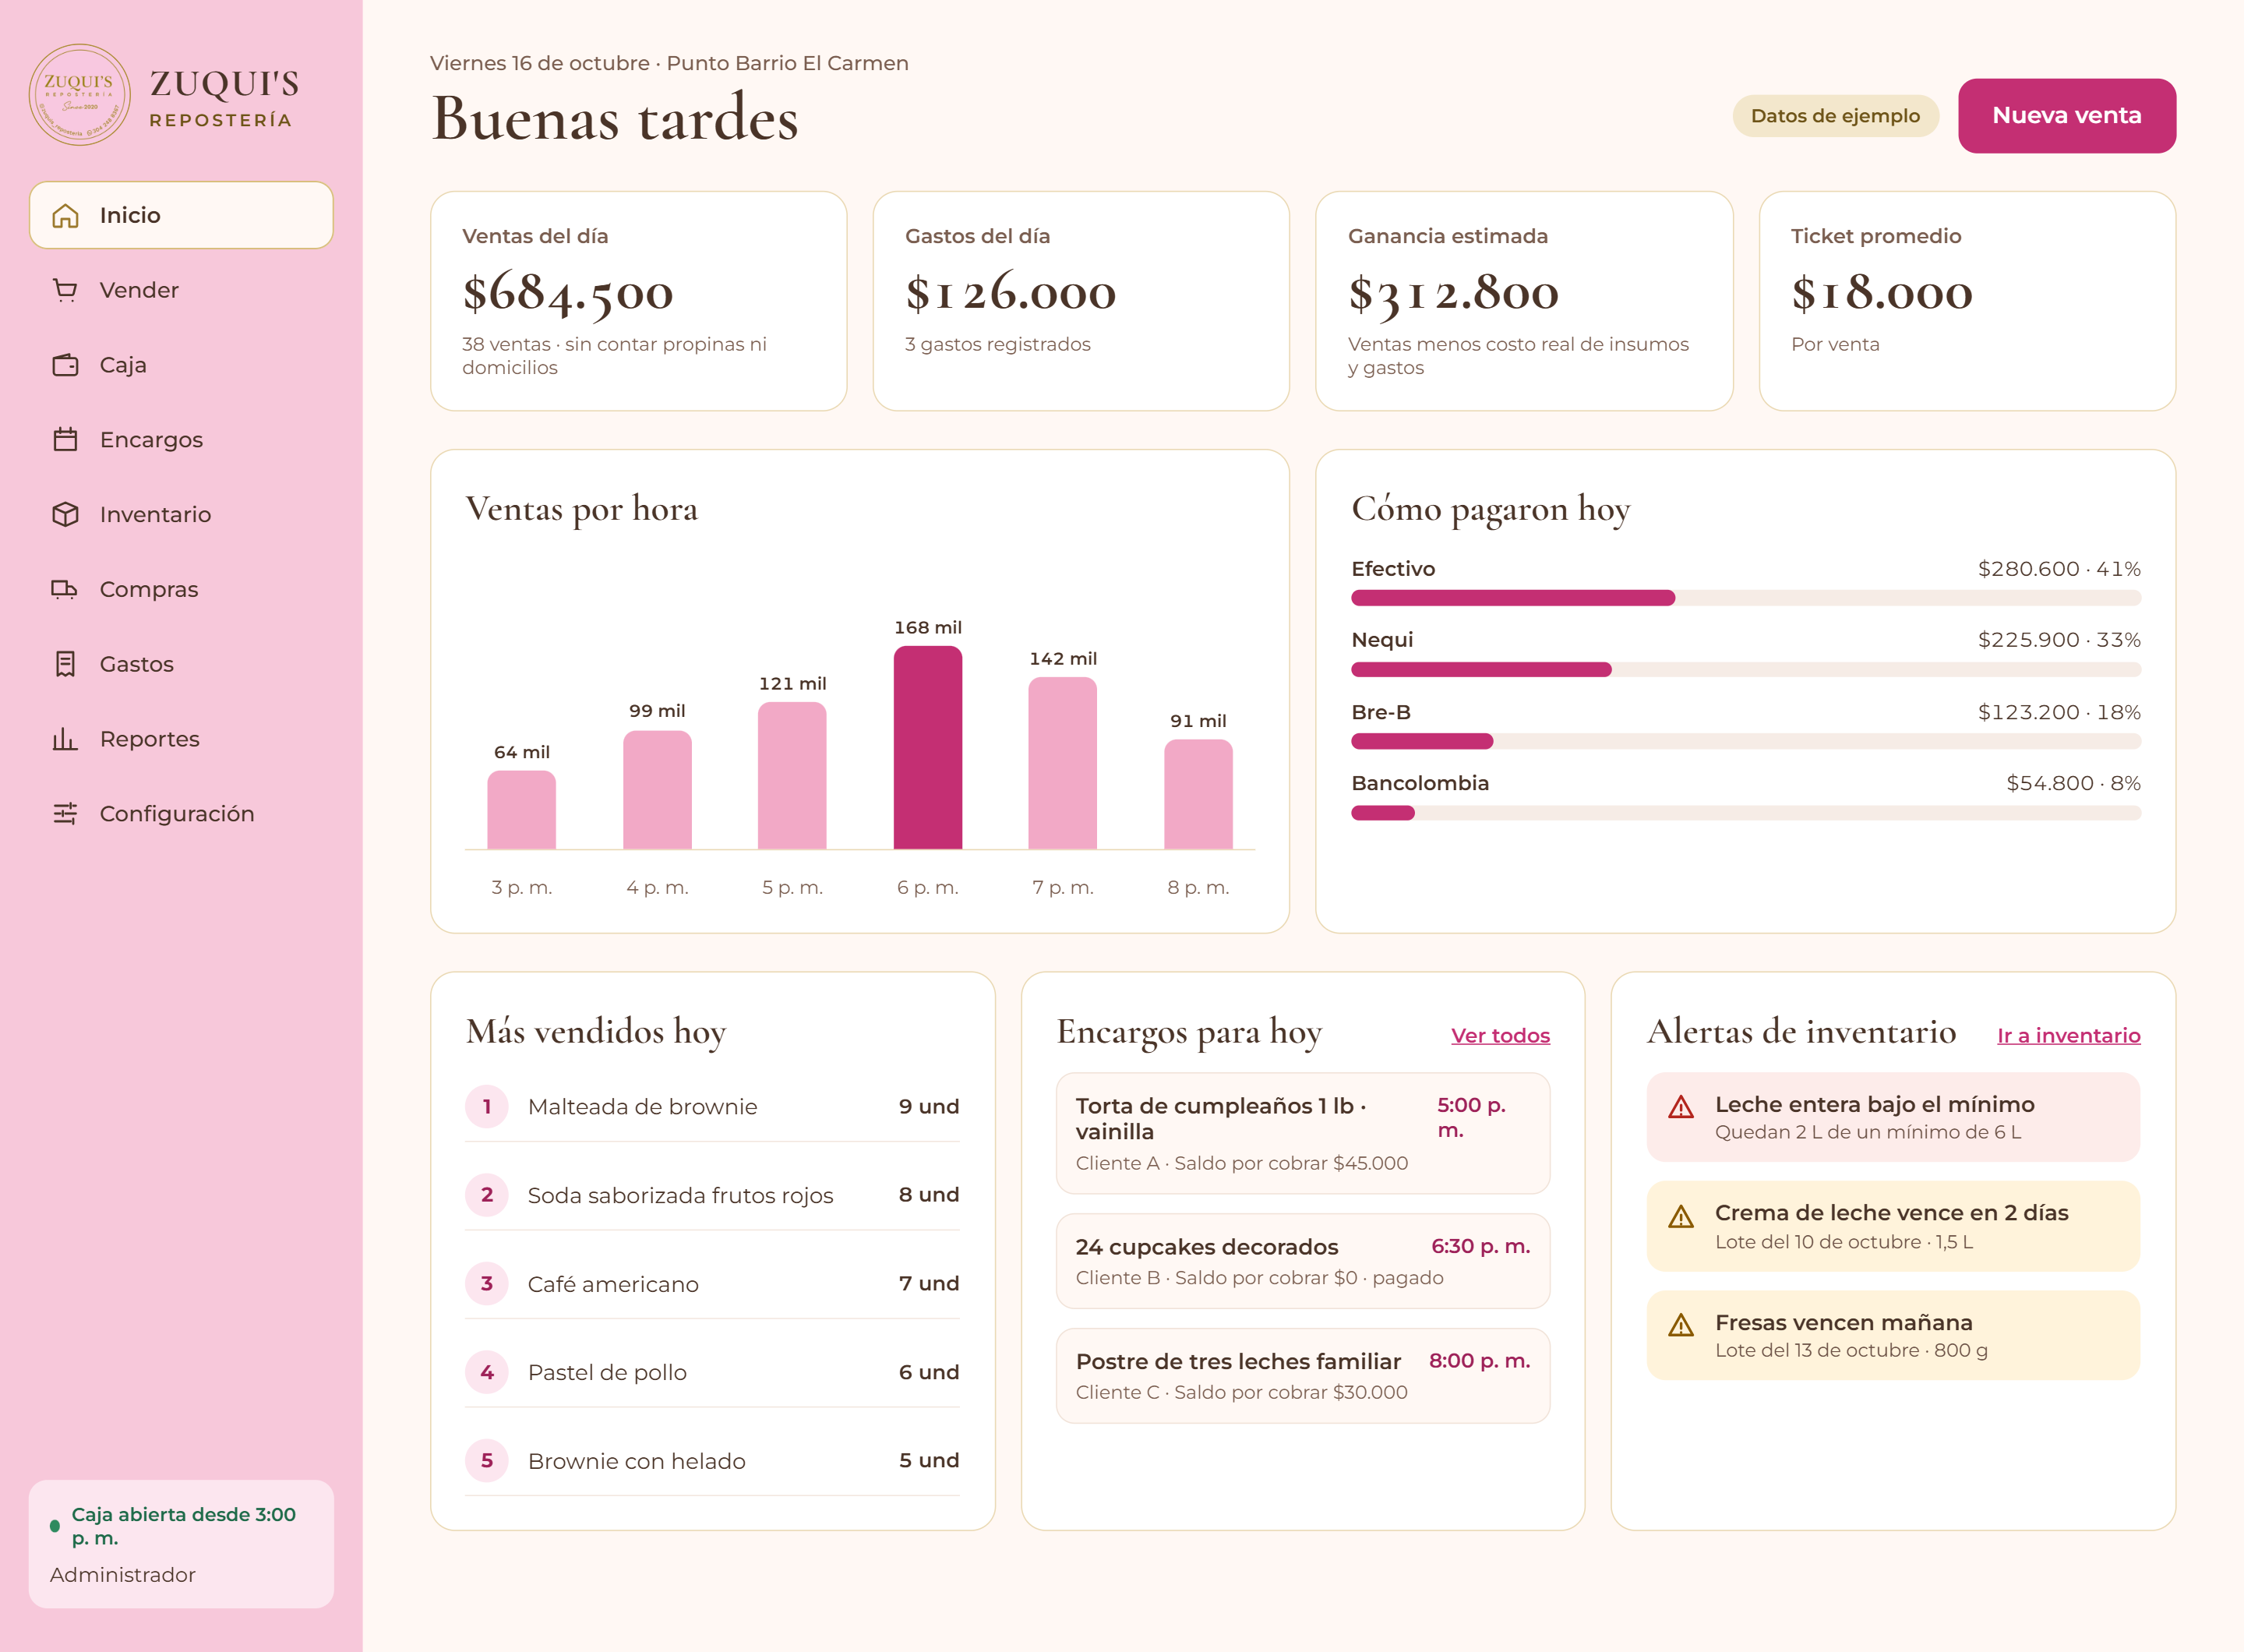 ZUQUI'S
REPOSTERÍA
Since 2020
ZUQUI'S
REPOSTERÍA
Inicio
Vender
Caja
Encargos
Inventario
Compras
Gastos
Reportes
Configuración
Caja abierta desde 3:00
p. m.
Administrador
Viernes 16 de octubre · Punto Barrio El Carmen
Buenas tardes
Datos de ejemplo
Nueva venta
Ventas del día
$684.500
38 ventas · sin contar propinas ni
domicilios
Gastos del día
$126.000
3 gastos registrados
Ganancia estimada
$312.800
Ventas menos costo real de insumos
y gastos
Ticket promedio
$18.000
Por venta
Ventas por hora
64 mil
99 mil
121 mil
168 mil
142 mil
91 mil
3 p. m.
4 p. m.
5 p. m.
6 p. m.
7 p. m.
8 p. m.
Cómo pagaron hoy
Efectivo
$280.600 · 41%
Nequi
$225.900 · 33%
Bre-B
$123.200 · 18%
Bancolombia
$54.800 · 8%
Más vendidos hoy
1 Malteada de brownie 9 und
2 Soda saborizada frutos rojos 8 und
3 Café americano 7 und
4 Pastel de pollo 6 und
5 Brownie con helado 5 und
Encargos para hoy
Ver todos
Torta de cumpleaños 1 lb ·
vainilla
5:00 p.
m.
Cliente A · Saldo por cobrar $45.000
24 cupcakes decorados
6:30 p. m.
Cliente B · Saldo por cobrar $0 · pagado
Postre de tres leches familiar
8:00 p. m.
Cliente C · Saldo por cobrar $30.000
Alertas de inventario
Ir a inventario
Leche entera bajo el mínimo
Quedan 2 L de un mínimo de 6 L
Crema de leche vence en 2 días
Lote del 10 de octubre · 1,5 L
Fresas vencen mañana
Lote del 13 de octubre · 800 g